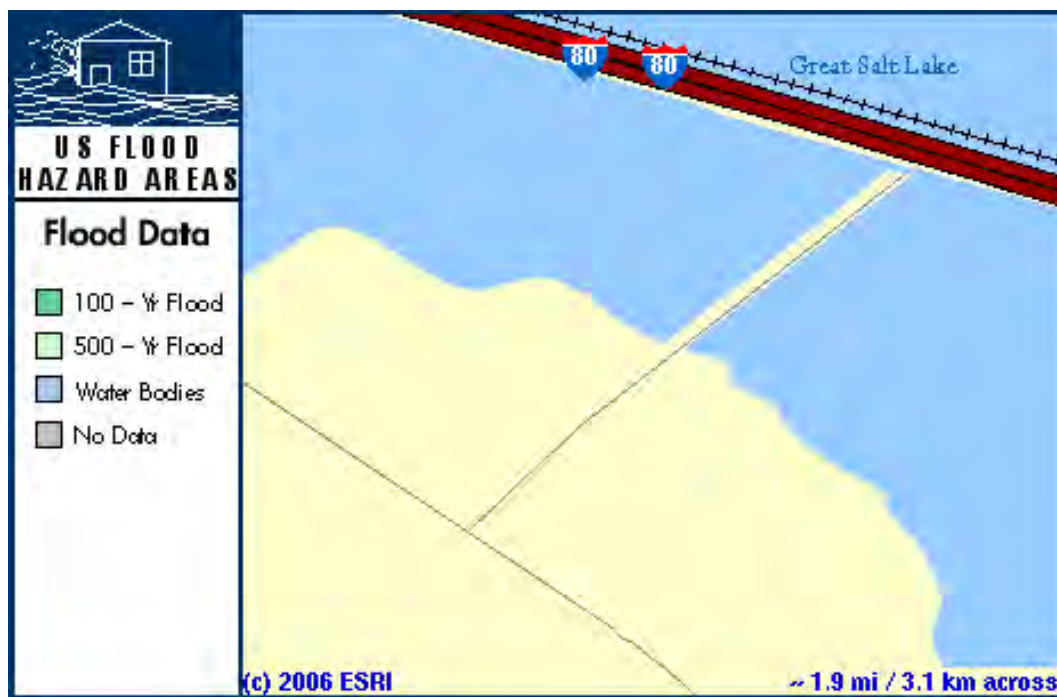 80
80
Great Salt Lake
US FLOOD
HAZARD AREAS
Flood Data
100 - Yr Flood
500 - Yr Flood
Water Bodies
No Data
(c) 2006 ESRI
~ 1.9 mi / 3.1 km across